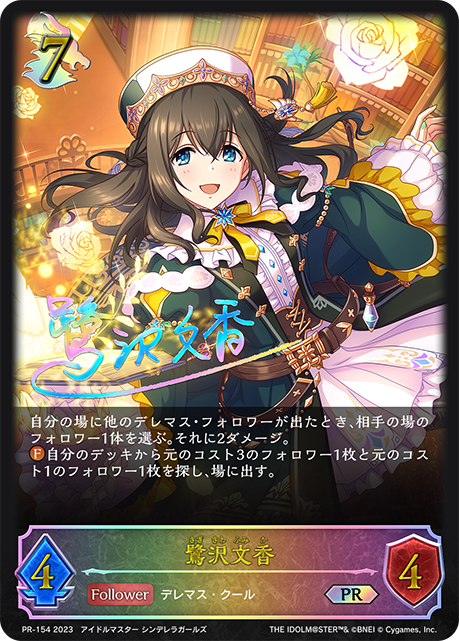 7
鷺沢文香
自分の場に他のデレマス・フォロワーが出たとき、相手の場の
フォロワー1体を選ぶ。それに2ダメージ。
F 自分のデッキから元のコスト3のフォロワー1枚と元のコス
ト1のフォロワー1枚を探し、場に出す。
さぎ さわ ふみ か
鷺沢文香
4
Follower デレマス・クール
PR
4
PR-154 2023 アイドルマスター シンデレラガールズ
THE IDOLM@STER™& ©BNEI © Cygames, Inc.